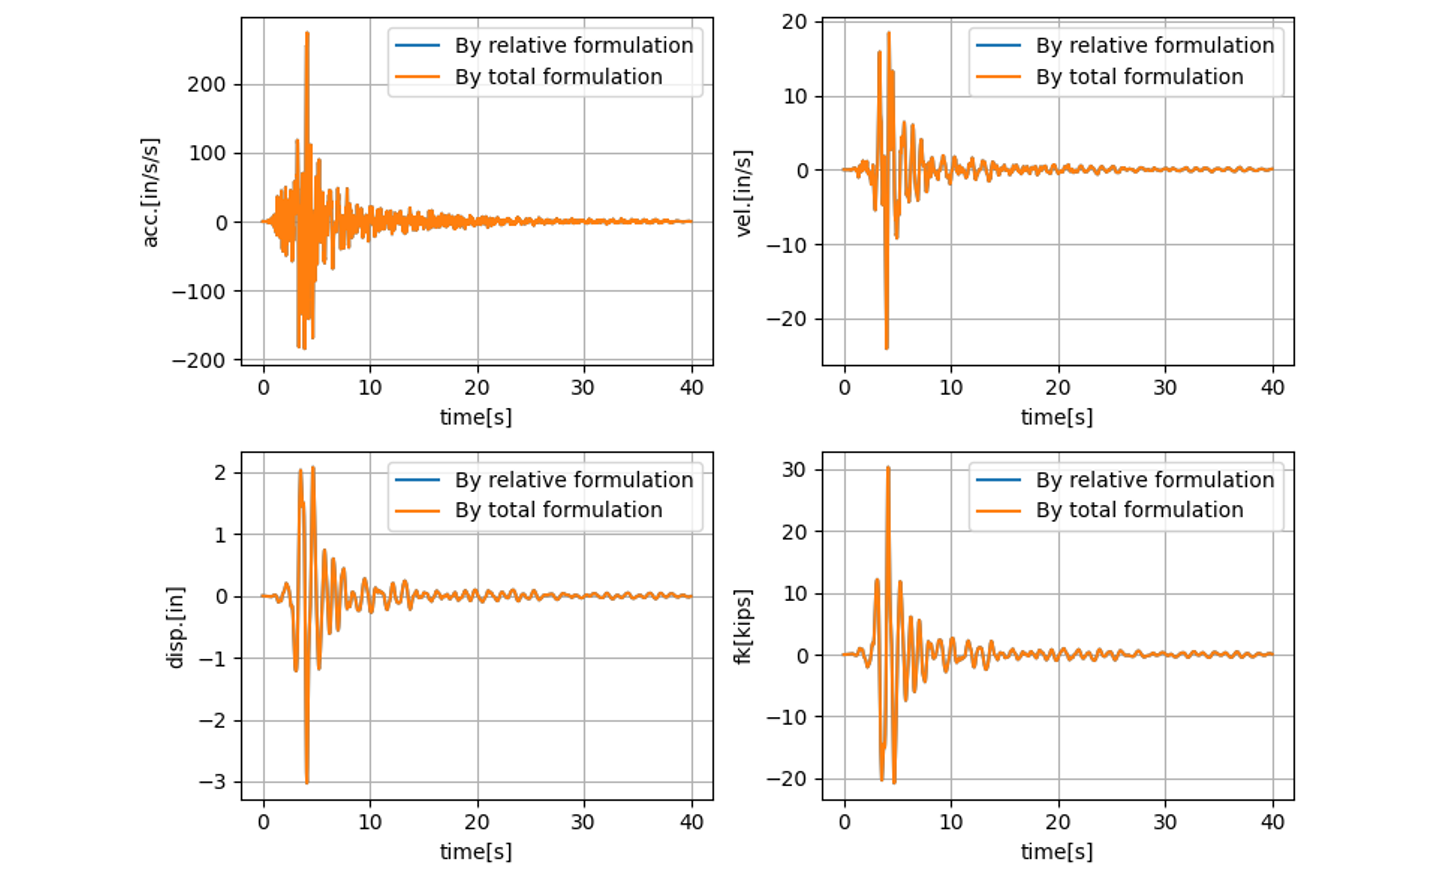 By relative formulation
By total formulation
200
100
0
−100
−200
acc.[in/s/s]
0 10 20 30 40
time[s]
By relative formulation
By total formulation
20
10
0
−10
−20
vel.[in/s]
0 10 20 30 40
time[s]
By relative formulation
By total formulation
2
1
0
−1
−2
−3
disp.[in]
0 10 20 30 40
time[s]
By relative formulation
By total formulation
30
20
10
0
−10
−20
fk[kips]
0 10 20 30 40
time[s]